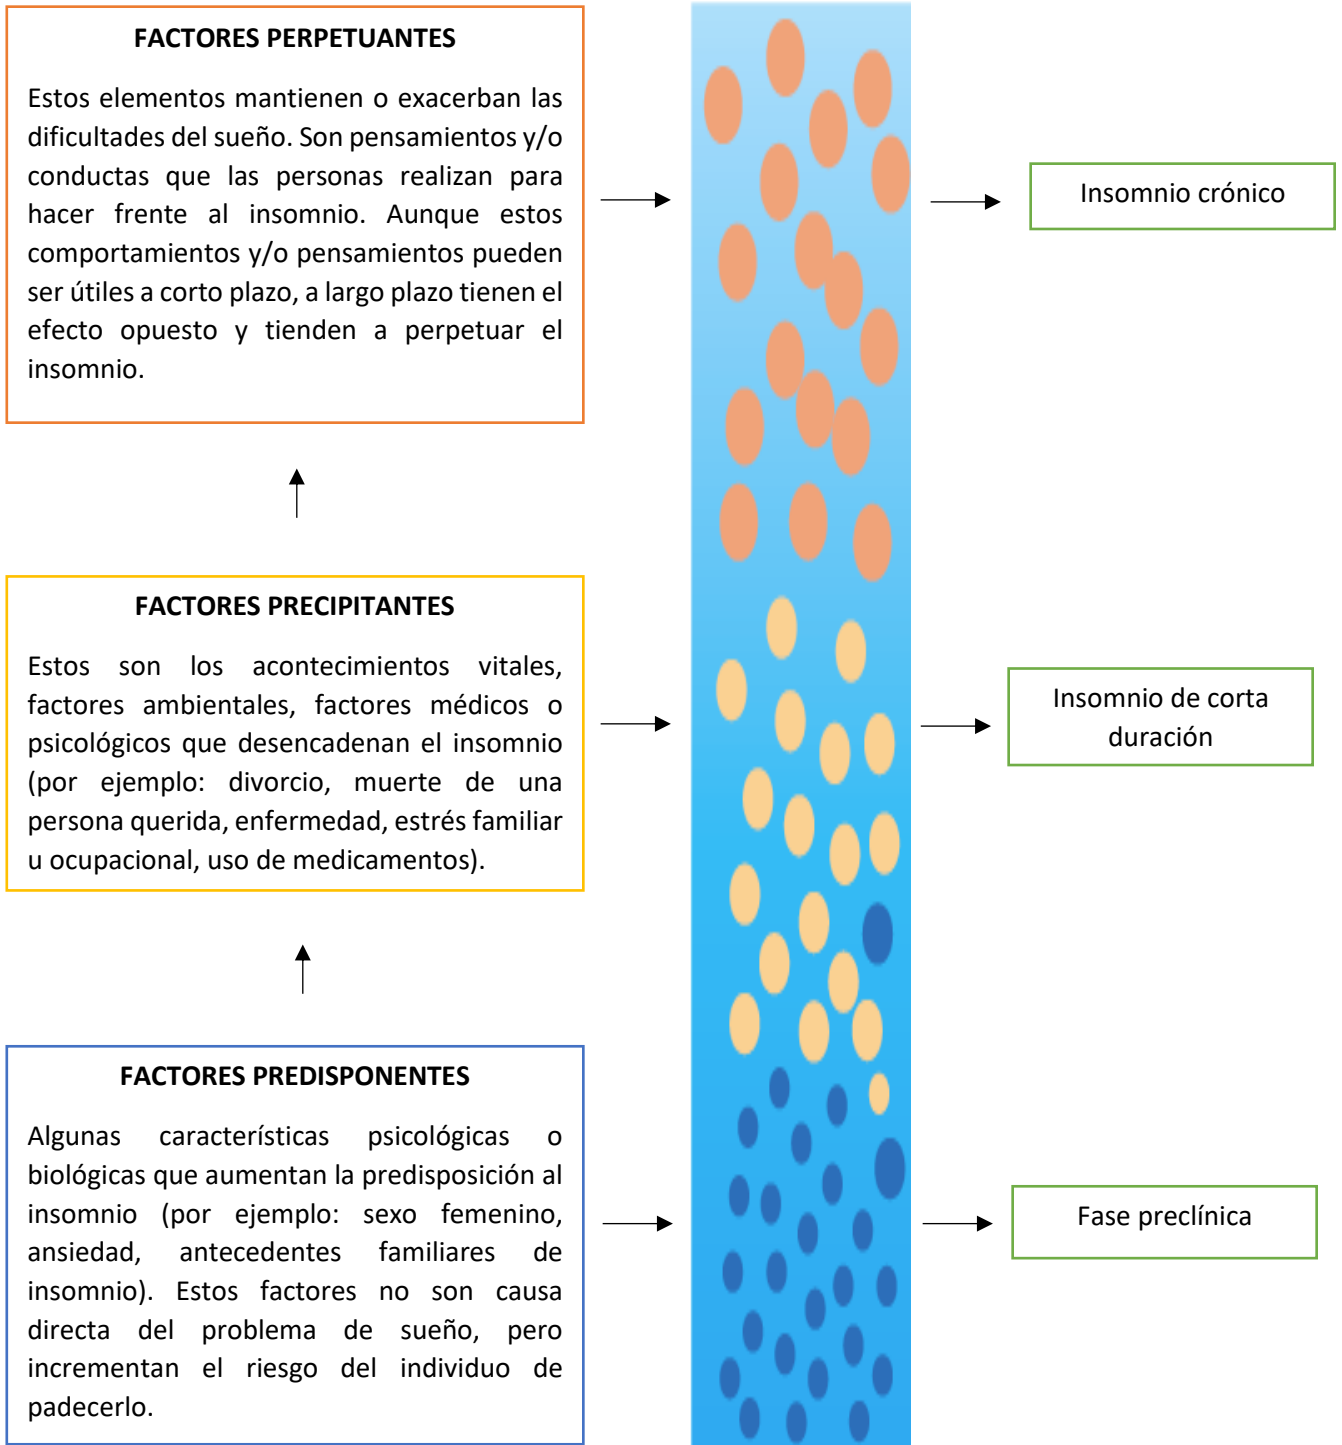 FACTORES PERPETUANTES
Estos elementos mantienen o exacerban las
dificultades del sueño. Son pensamientos y/o
conductas que las personas realizan para
hacer frente al insomnio. Aunque estos
comportamientos y/o pensamientos pueden
ser útiles a corto plazo, a largo plazo tienen el
efecto opuesto y tienden a perpetuar el
insomnio.
Insomnio crónico
FACTORES PRECIPITANTES
Estos son los acontecimientos vitales,
factores ambientales, factores médicos o
psicológicos que desencadenan el insomnio
(por ejemplo: divorcio, muerte de una
persona querida, enfermedad, estrés familiar
u ocupacional, uso de medicamentos).
Insomnio de corta
duración
FACTORES PREDISPONENTES
Algunas características psicológicas o
biológicas que aumentan la predisposición al
insomnio (por ejemplo: sexo femenino,
ansiedad, antecedentes familiares de
insomnio). Estos factores no son causa
directa del problema de sueño, pero
incrementan el riesgo del individuo de
padecerlo.
Fase preclínica